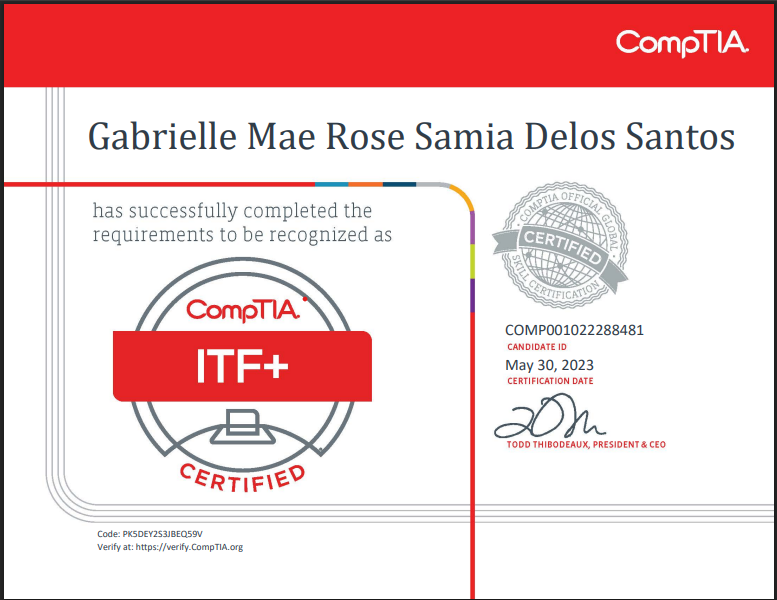 CompTIA.
Gabrielle Mae Rose Samia Delos Santos
has successfully completed the
requirements to be recognized as
CompTIA.
ITF+
CERTIFIED
COMPTIA OFFICIAL GLOBAL
CERTIFIED
SKILL CERTIFICATION
COMP001022288481
CANDIDATE ID
May 30, 2023
CERTIFICATION DATE
TODD THIBODEAUX, PRESIDENT & CEO
Code: PK5DEY2S3JBEQ59V
Verify at: https://verify.CompTIA.org